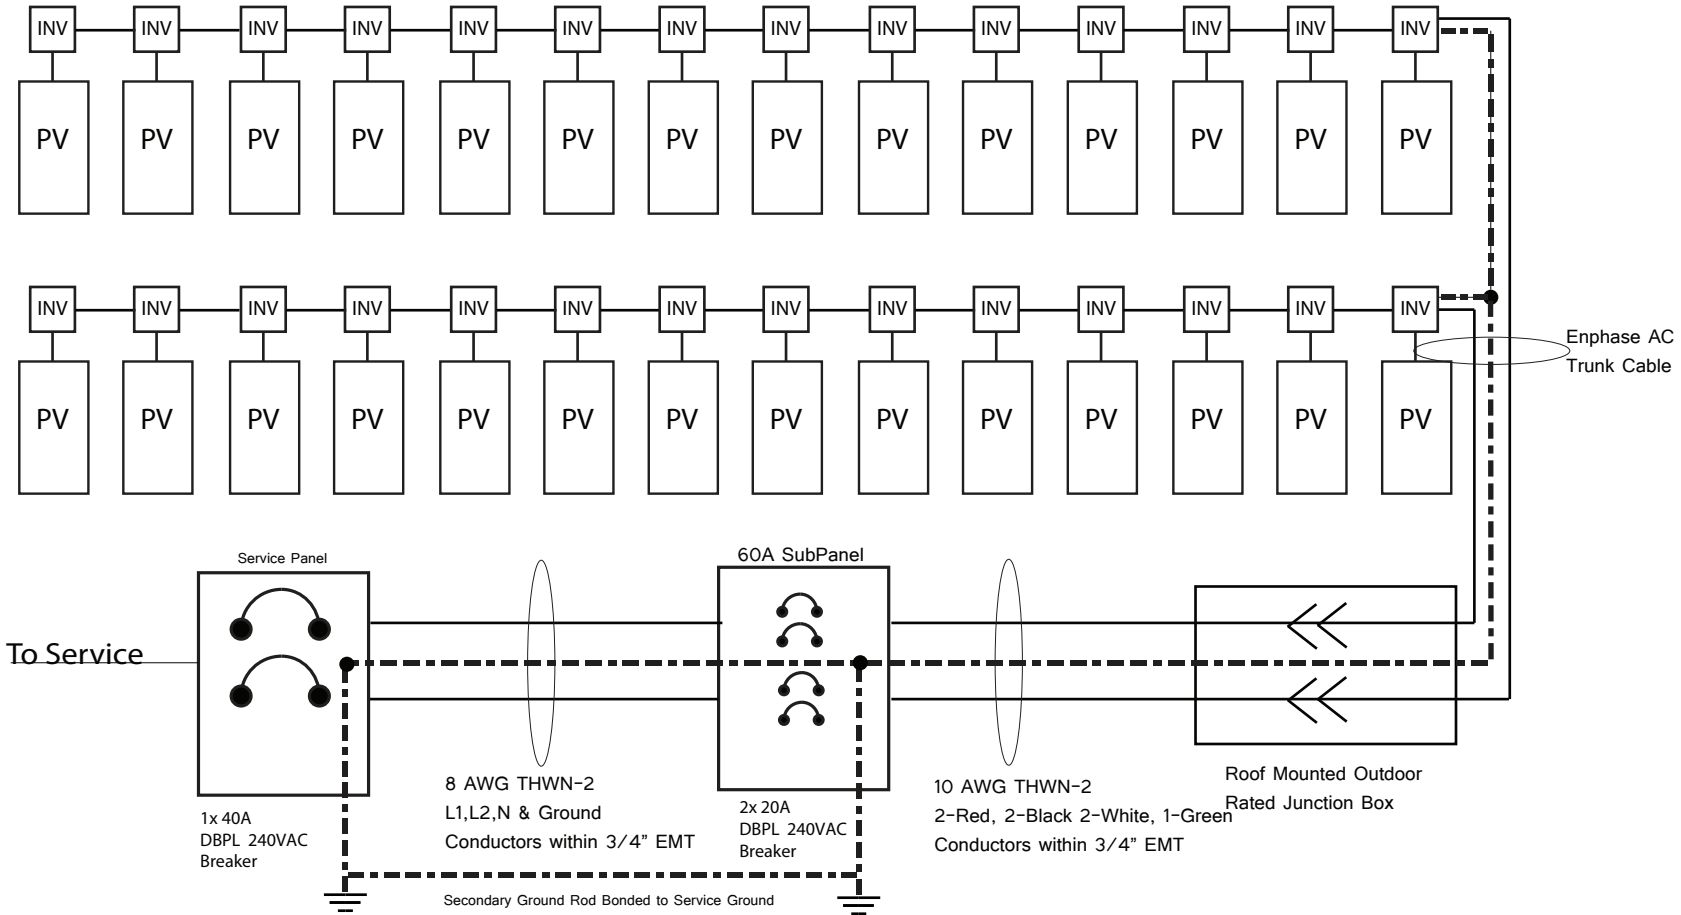 INV INV INV INV INV INV INV INV INV INV INV INV INV INV
PV PV PV PV PV PV PV PV PV PV PV PV PV PV
INV INV INV INV INV INV INV INV INV INV INV INV INV INV
Enphase AC
Trunk Cable
PV PV PV PV PV PV PV PV PV PV PV PV PV PV
Service Panel
60A SubPanel
To Service
1x 40A
DBPL 240VAC
Breaker
8 AWG THWN-2
L1,L2,N & Ground
Conductors within 3/4” EMT
2x 20A
DBPL 240VAC
Breaker
10 AWG THWN-2
2-Red, 2-Black 2-White, 1-Green
Conductors within 3/4” EMT
Roof Mounted Outdoor
Rated Junction Box
Secondary Ground Rod Bonded to Service Ground